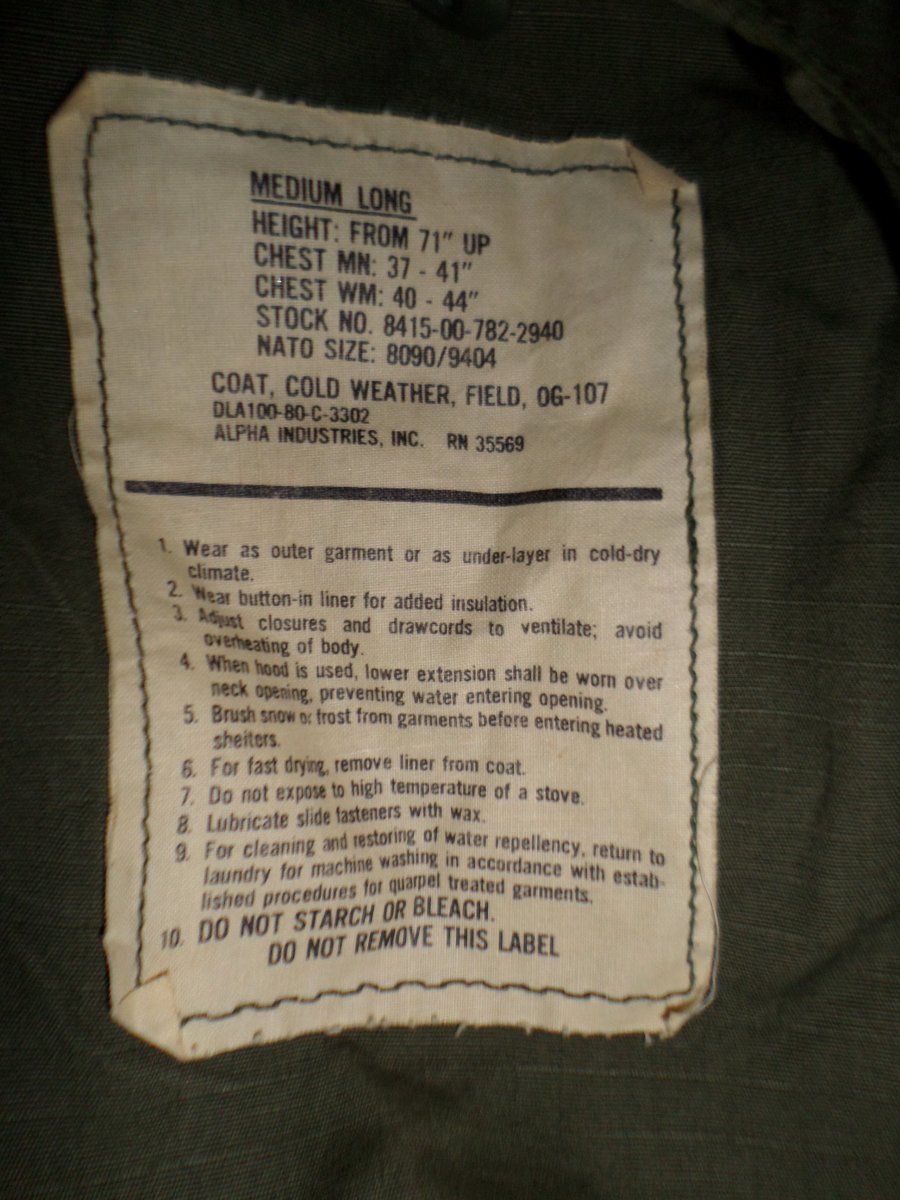 MEDIUM LONG
HEIGHT: FROM 71" UP
CHEST MN: 37 - 41"
CHEST WM: 40 - 44"
STOCK NO. 8415-00-782-2940
NATO SIZE: 8090/9404
COAT, COLD WEATHER, FIELD, OG-107
DLA100-80-C-3302
ALPHA INDUSTRIES, INC. RN 35569
1. Wear as outer garment or as under-layer in cold-dry
climate.
2. Wear button-in liner for added insulation.
3. Adjust closures and drawcords to ventilate; avoid
overheating of body.
4. When hood is used, lower extension shall be worn over
neck opening, preventing water entering opening.
5. Brush snow or frost from garments before entering heated
shelters.
6. For fast drying, remove liner from coat.
7. Do not expose to high temperature of a stove.
8. Lubricate slide fasteners with wax.
9. For cleaning and restoring of water repellency, return to
laundry for machine washing in accordance with estab-
lished procedures for quarpel treated garments.
10. DO NOT STARCH OR BLEACH.
DO NOT REMOVE THIS LABEL